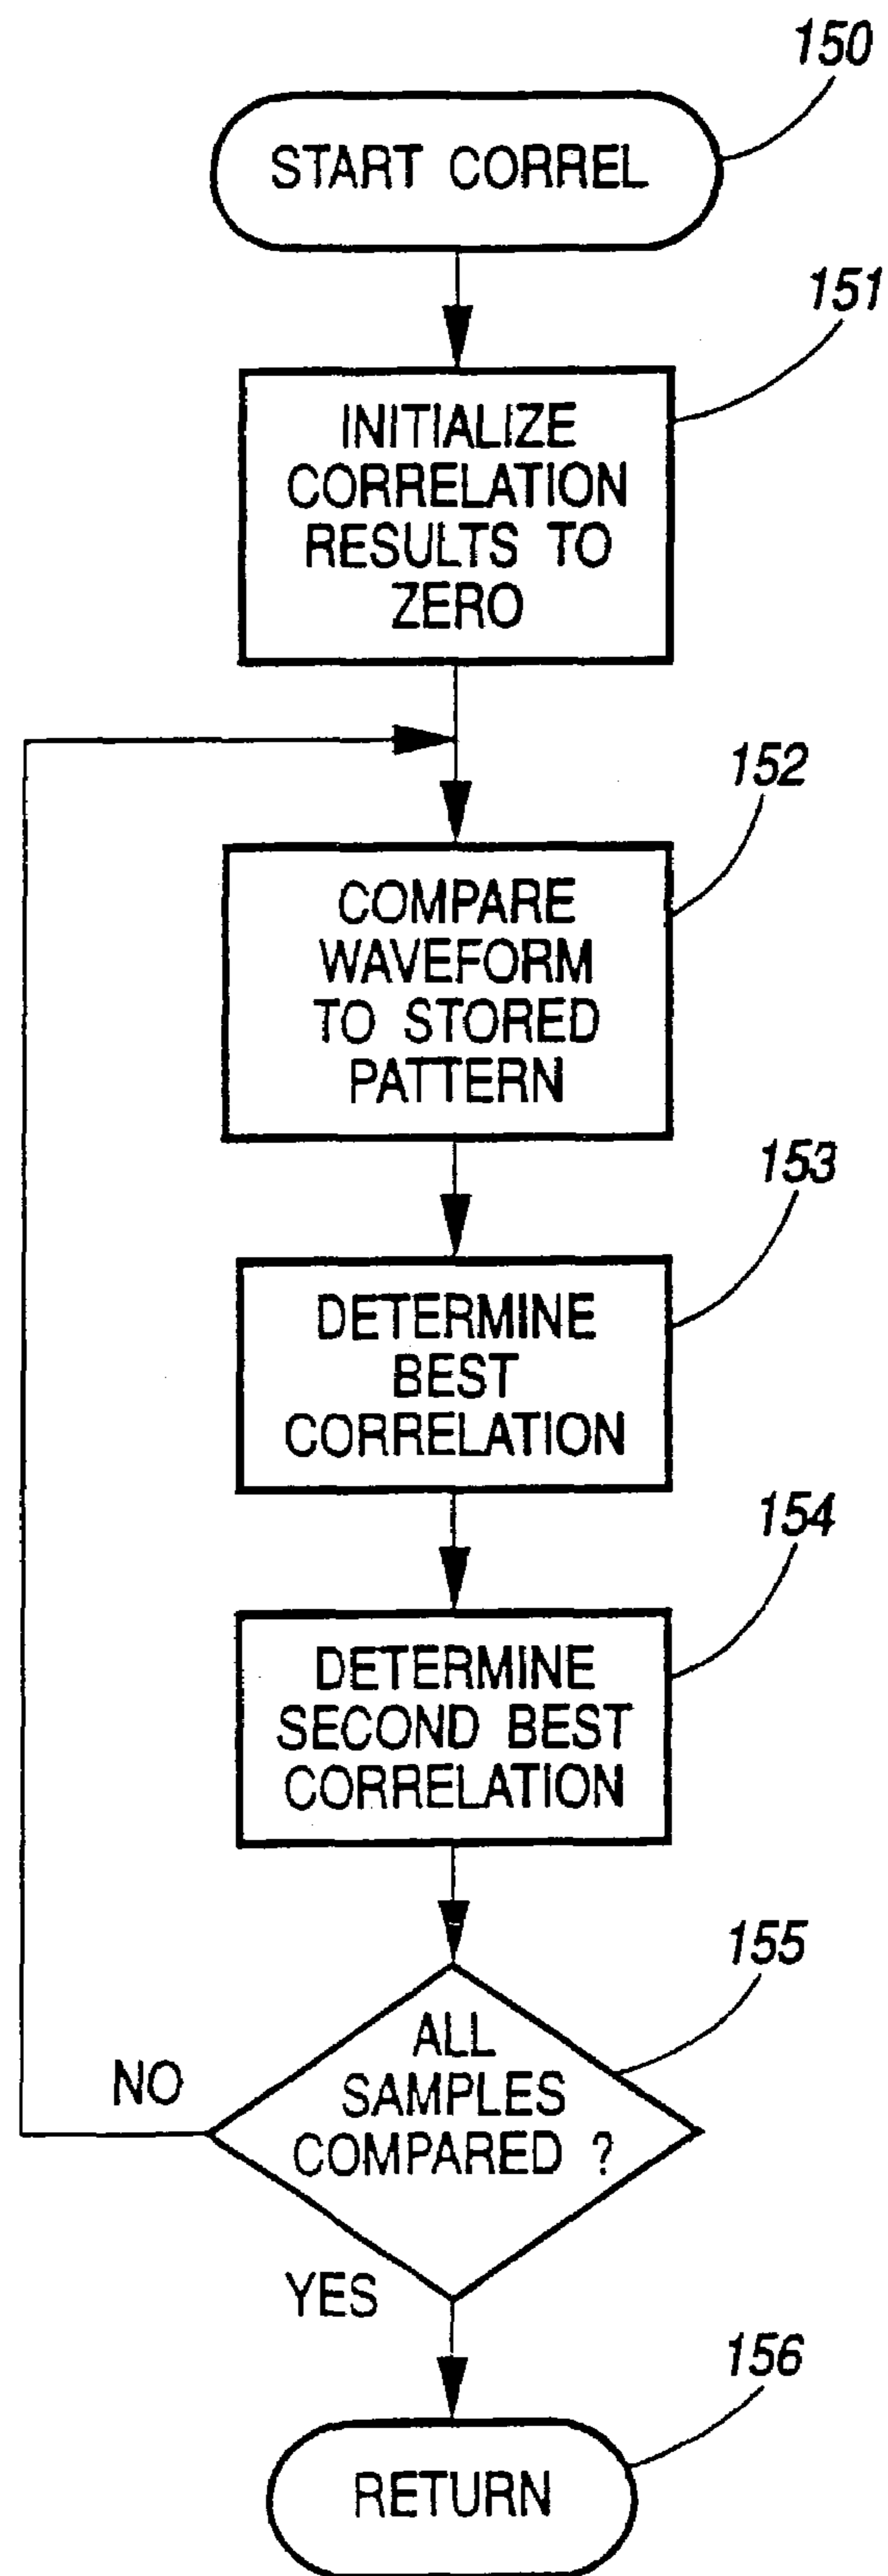 150
START CORREL
151
INITIALIZE
CORRELATION
RESULTS TO
ZERO
152
COMPARE
WAVEFORM
TO STORED
PATTERN
153
DETERMINE
BEST
CORRELATION
154
DETERMINE
SECOND BEST
CORRELATION
155
ALL
SAMPLES
COMPARED ?
NO
YES
156
RETURN